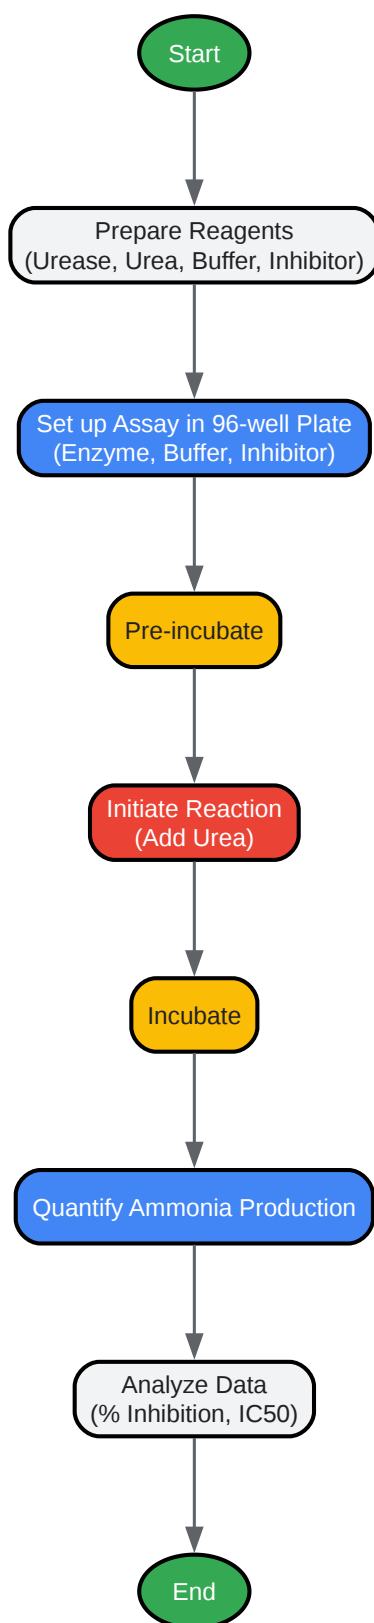 Start
Prepare Reagents
(Urease, Urea, Buffer, Inhibitor)
Set up Assay in 96-well Plate
(Enzyme, Buffer, Inhibitor)
Pre-incubate
Initiate Reaction
(Add Urea)
Incubate
Quantify Ammonia Production
Analyze Data
(% Inhibition, IC50)
End